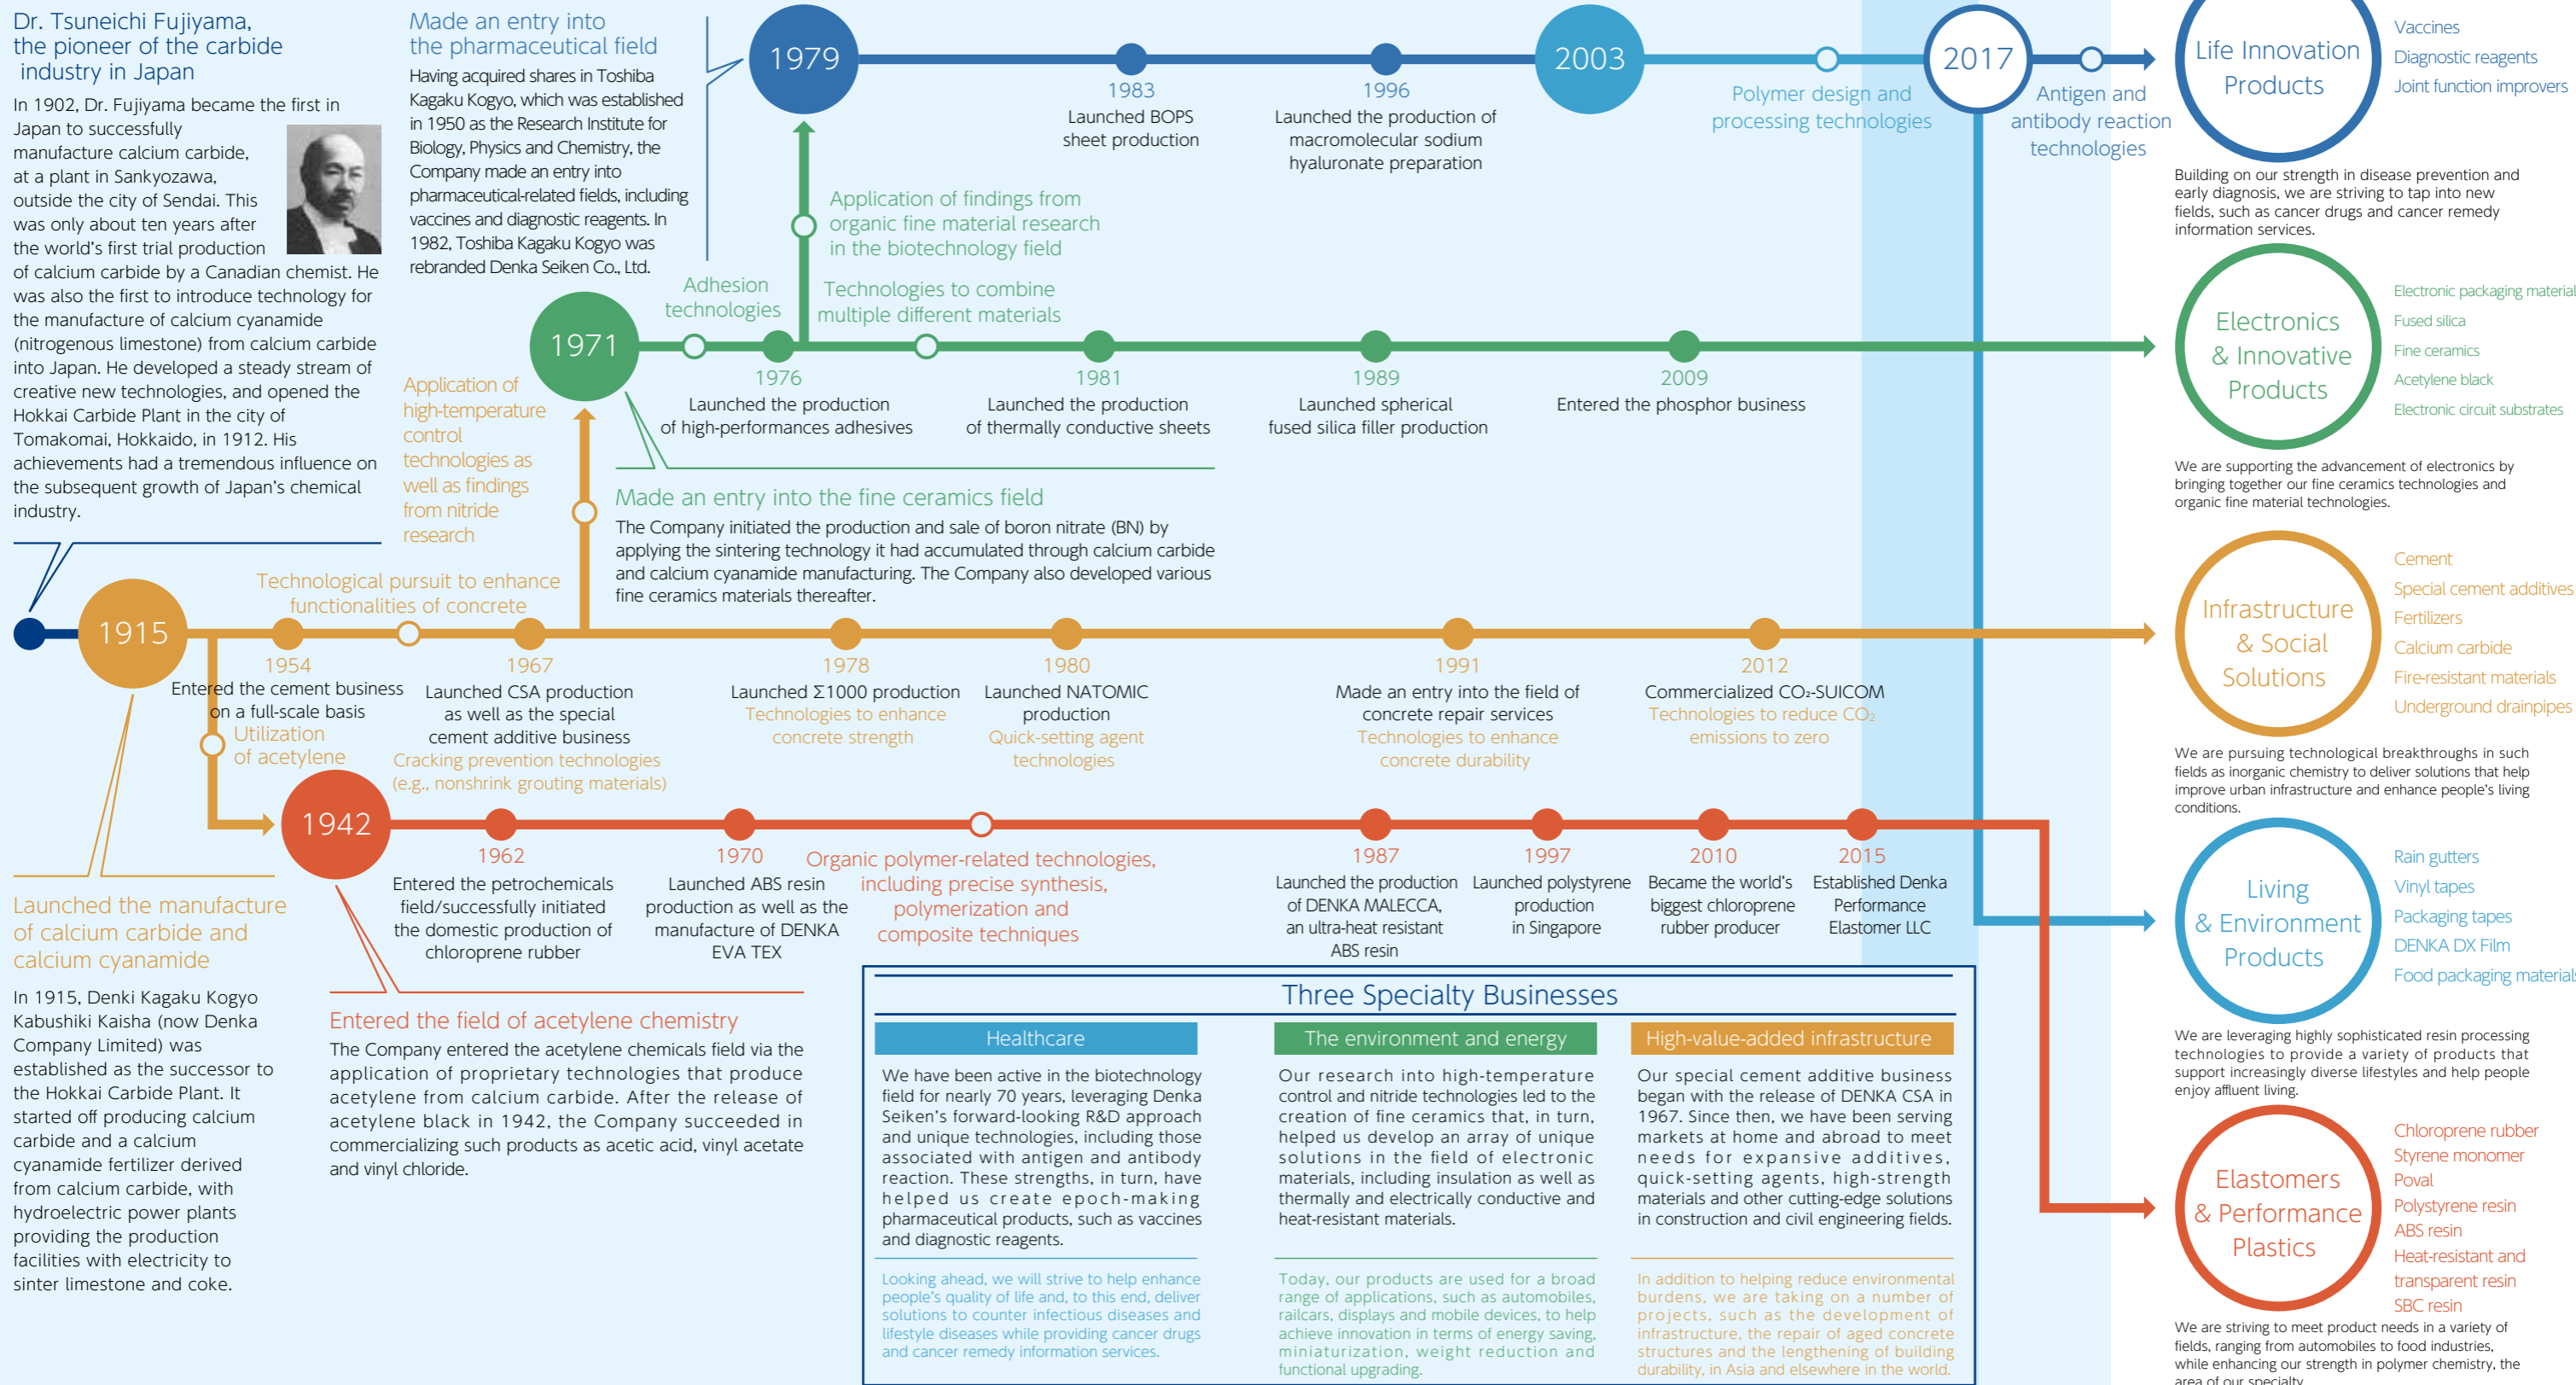 Dr. Tsuneichi Fujiyama,
the pioneer of the carbide
industry in Japan
In 1902, Dr. Fujiyama became the first in
Japan to successfully
manufacture calcium carbide,
at a plant in Sankyozawa,
outside the city of Sendai. This
was only about ten years after
the world's first trial production
of calcium carbide by a Canadian chemist. He
was also the first to introduce technology for
the manufacture of calcium cyanamide
(nitrogenous limestone) from calcium carbide
into Japan. He developed a steady stream of
creative new technologies, and opened the
Hokkai Carbide Plant in the city of
Tomakomai, Hokkaido, in 1912. His
achievements had a tremendous influence on
the subsequent growth of Japan's chemical
industry.
Made an entry into
the pharmaceutical field
Having acquired shares in Toshiba
Kagaku Kogyo, which was established
in 1950 as the Research Institute for
Biology, Physics and Chemistry, the
Company made an entry into
pharmaceutical-related fields, including
vaccines and diagnostic reagents. In
1982, Toshiba Kagaku Kogyo was
rebranded Denka Seiken Co., Ltd.
1979
1983
Launched BOPS
sheet production
1996
Launched the production of
macromolecular sodium
hyaluronate preparation
2003
Polymer design and
processing technologies
2017
Antigen and
antibody reaction
technologies
Application of findings from
organic fine material research
in the biotechnology field
Adhesion
technologies
Technologies to combine
multiple different materials
1971
1976
Launched the production
of high-performances adhesives
1981
Launched the production
of thermally conductive sheets
1989
Launched spherical
fused silica filler production
2009
Entered the phosphor business
Application of
high-temperature
control
technologies as
well as findings
from nitride
research
Made an entry into the fine ceramics field
The Company initiated the production and sale of boron nitrate (BN) by
applying the sintering technology it had accumulated through calcium carbide
and calcium cyanamide manufacturing. The Company also developed various
fine ceramics materials thereafter.
Technological pursuit to enhance
functionalities of concrete
1915
1954
Entered the cement business
on a full-scale basis
Utilization
of acetylene
1967
Launched CSA production
as well as the special
cement additive business
Cracking prevention technologies
(e.g., nonshrink grouting materials)
1978
Launched Σ1000 production
Technologies to enhance
concrete strength
1980
Launched NATOMIC
production
Quick-setting agent
technologies
1991
Made an entry into the field of
concrete repair services
Technologies to enhance
concrete durability
2012
Commercialized CO₂-SUICOM
Technologies to reduce CO₂
emissions to zero
1942
1962
Entered the petrochemicals
field/successfully initiated
the domestic production of
chloroprene rubber
1970
Launched ABS resin
production as well as the
manufacture of DENKA
EVA TEX
Organic polymer-related technologies,
including precise synthesis,
polymerization and
composite techniques
1987
Launched the production
of DENKA MALECCA,
an ultra-heat resistant
ABS resin
1997
Launched polystyrene
production
in Singapore
2010
Became the world's
biggest chloroprene
rubber producer
2015
Established Denka
Performance
Elastomer LLC
Launched the manufacture
of calcium carbide and
calcium cyanamide
In 1915, Denki Kagaku Kogyo
Kabushiki Kaisha (now Denka
Company Limited) was
established as the successor to
the Hokkai Carbide Plant. It
started off producing calcium
carbide and a calcium
cyanamide fertilizer derived
from calcium carbide, with
hydroelectric power plants
providing the production
facilities with electricity to
sinter limestone and coke.
Entered the field of acetylene chemistry
The Company entered the acetylene chemicals field via the
application of proprietary technologies that produce
acetylene from calcium carbide. After the release of
acetylene black in 1942, the Company succeeded in
commercializing such products as acetic acid, vinyl acetate
and vinyl chloride.
Three Specialty Businesses
Healthcare
We have been active in the biotechnology
field for nearly 70 years, leveraging Denka
Seiken's forward-looking R&D approach
and unique technologies, including those
associated with antigen and antibody
reaction. These strengths, in turn, have
helped us create epoch-making
pharmaceutical products, such as vaccines
and diagnostic reagents.
Looking ahead, we will strive to help enhance
people's quality of life and, to this end, deliver
solutions to counter infectious diseases and
lifestyle diseases while providing cancer drugs
and cancer remedy information services.
The environment and energy
Our research into high-temperature
control and nitride technologies led to the
creation of fine ceramics that, in turn,
helped us develop an array of unique
solutions in the field of electronic
materials, including insulation as well as
thermally and electrically conductive and
heat-resistant materials.
Today, our products are used for a broad
range of applications, such as automobiles,
railcars, displays and mobile devices, to help
achieve innovation in terms of energy saving,
miniaturization, weight reduction and
functional upgrading.
High-value-added infrastructure
Our special cement additive business
began with the release of DENKA CSA in
1967. Since then, we have been serving
markets at home and abroad to meet
needs for expansive additives,
quick-setting agents, high-strength
materials and other cutting-edge solutions
in construction and civil engineering fields.
In addition to helping reduce environmental
burdens, we are taking on a number of
projects, such as the development of
infrastructure, the repair of aged concrete
structures and the lengthening of building
durability, in Asia and elsewhere in the world.
Life Innovation
Products
Vaccines
Diagnostic reagents
Joint function improvers
Building on our strength in disease prevention and
early diagnosis, we are striving to tap into new
fields, such as cancer drugs and cancer remedy
information services.
Electronics
& Innovative
Products
Electronic packaging material
Fused silica
Fine ceramics
Acetylene black
Electronic circuit substrates
We are supporting the advancement of electronics by
bringing together our fine ceramics technologies and
organic fine material technologies.
Infrastructure
& Social
Solutions
Cement
Special cement additives
Fertilizers
Calcium carbide
Fire-resistant materials
Underground drainpipes
We are pursuing technological breakthroughs in such
fields as inorganic chemistry to deliver solutions that help
improve urban infrastructure and enhance people's living
conditions.
Living
& Environment
Products
Rain gutters
Vinyl tapes
Packaging tapes
DENKA DX Film
Food packaging materials
We are leveraging highly sophisticated resin processing
technologies to provide a variety of products that
support increasingly diverse lifestyles and help people
enjoy affluent living.
Elastomers
& Performance
Plastics
Chloroprene rubber
Styrene monomer
Poval
Polystyrene resin
ABS resin
Heat-resistant and
transparent resin
SBC resin
We are striving to meet product needs in a variety of
fields, ranging from automobiles to food industries,
while enhancing our strength in polymer chemistry, the
area of our specialty.